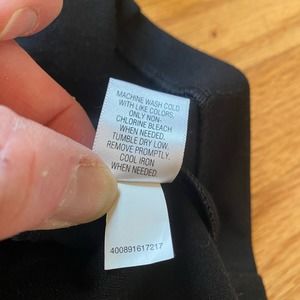 MACHINE WASH COLD
WITH LIKE COLORS,
ONLY NON-
CHLORINE BLEACH
WHEN NEEDED.
TUMBLE DRY LOW.
REMOVE PROMPTLY.
COOL IRON
WHEN NEEDED.
400891617217